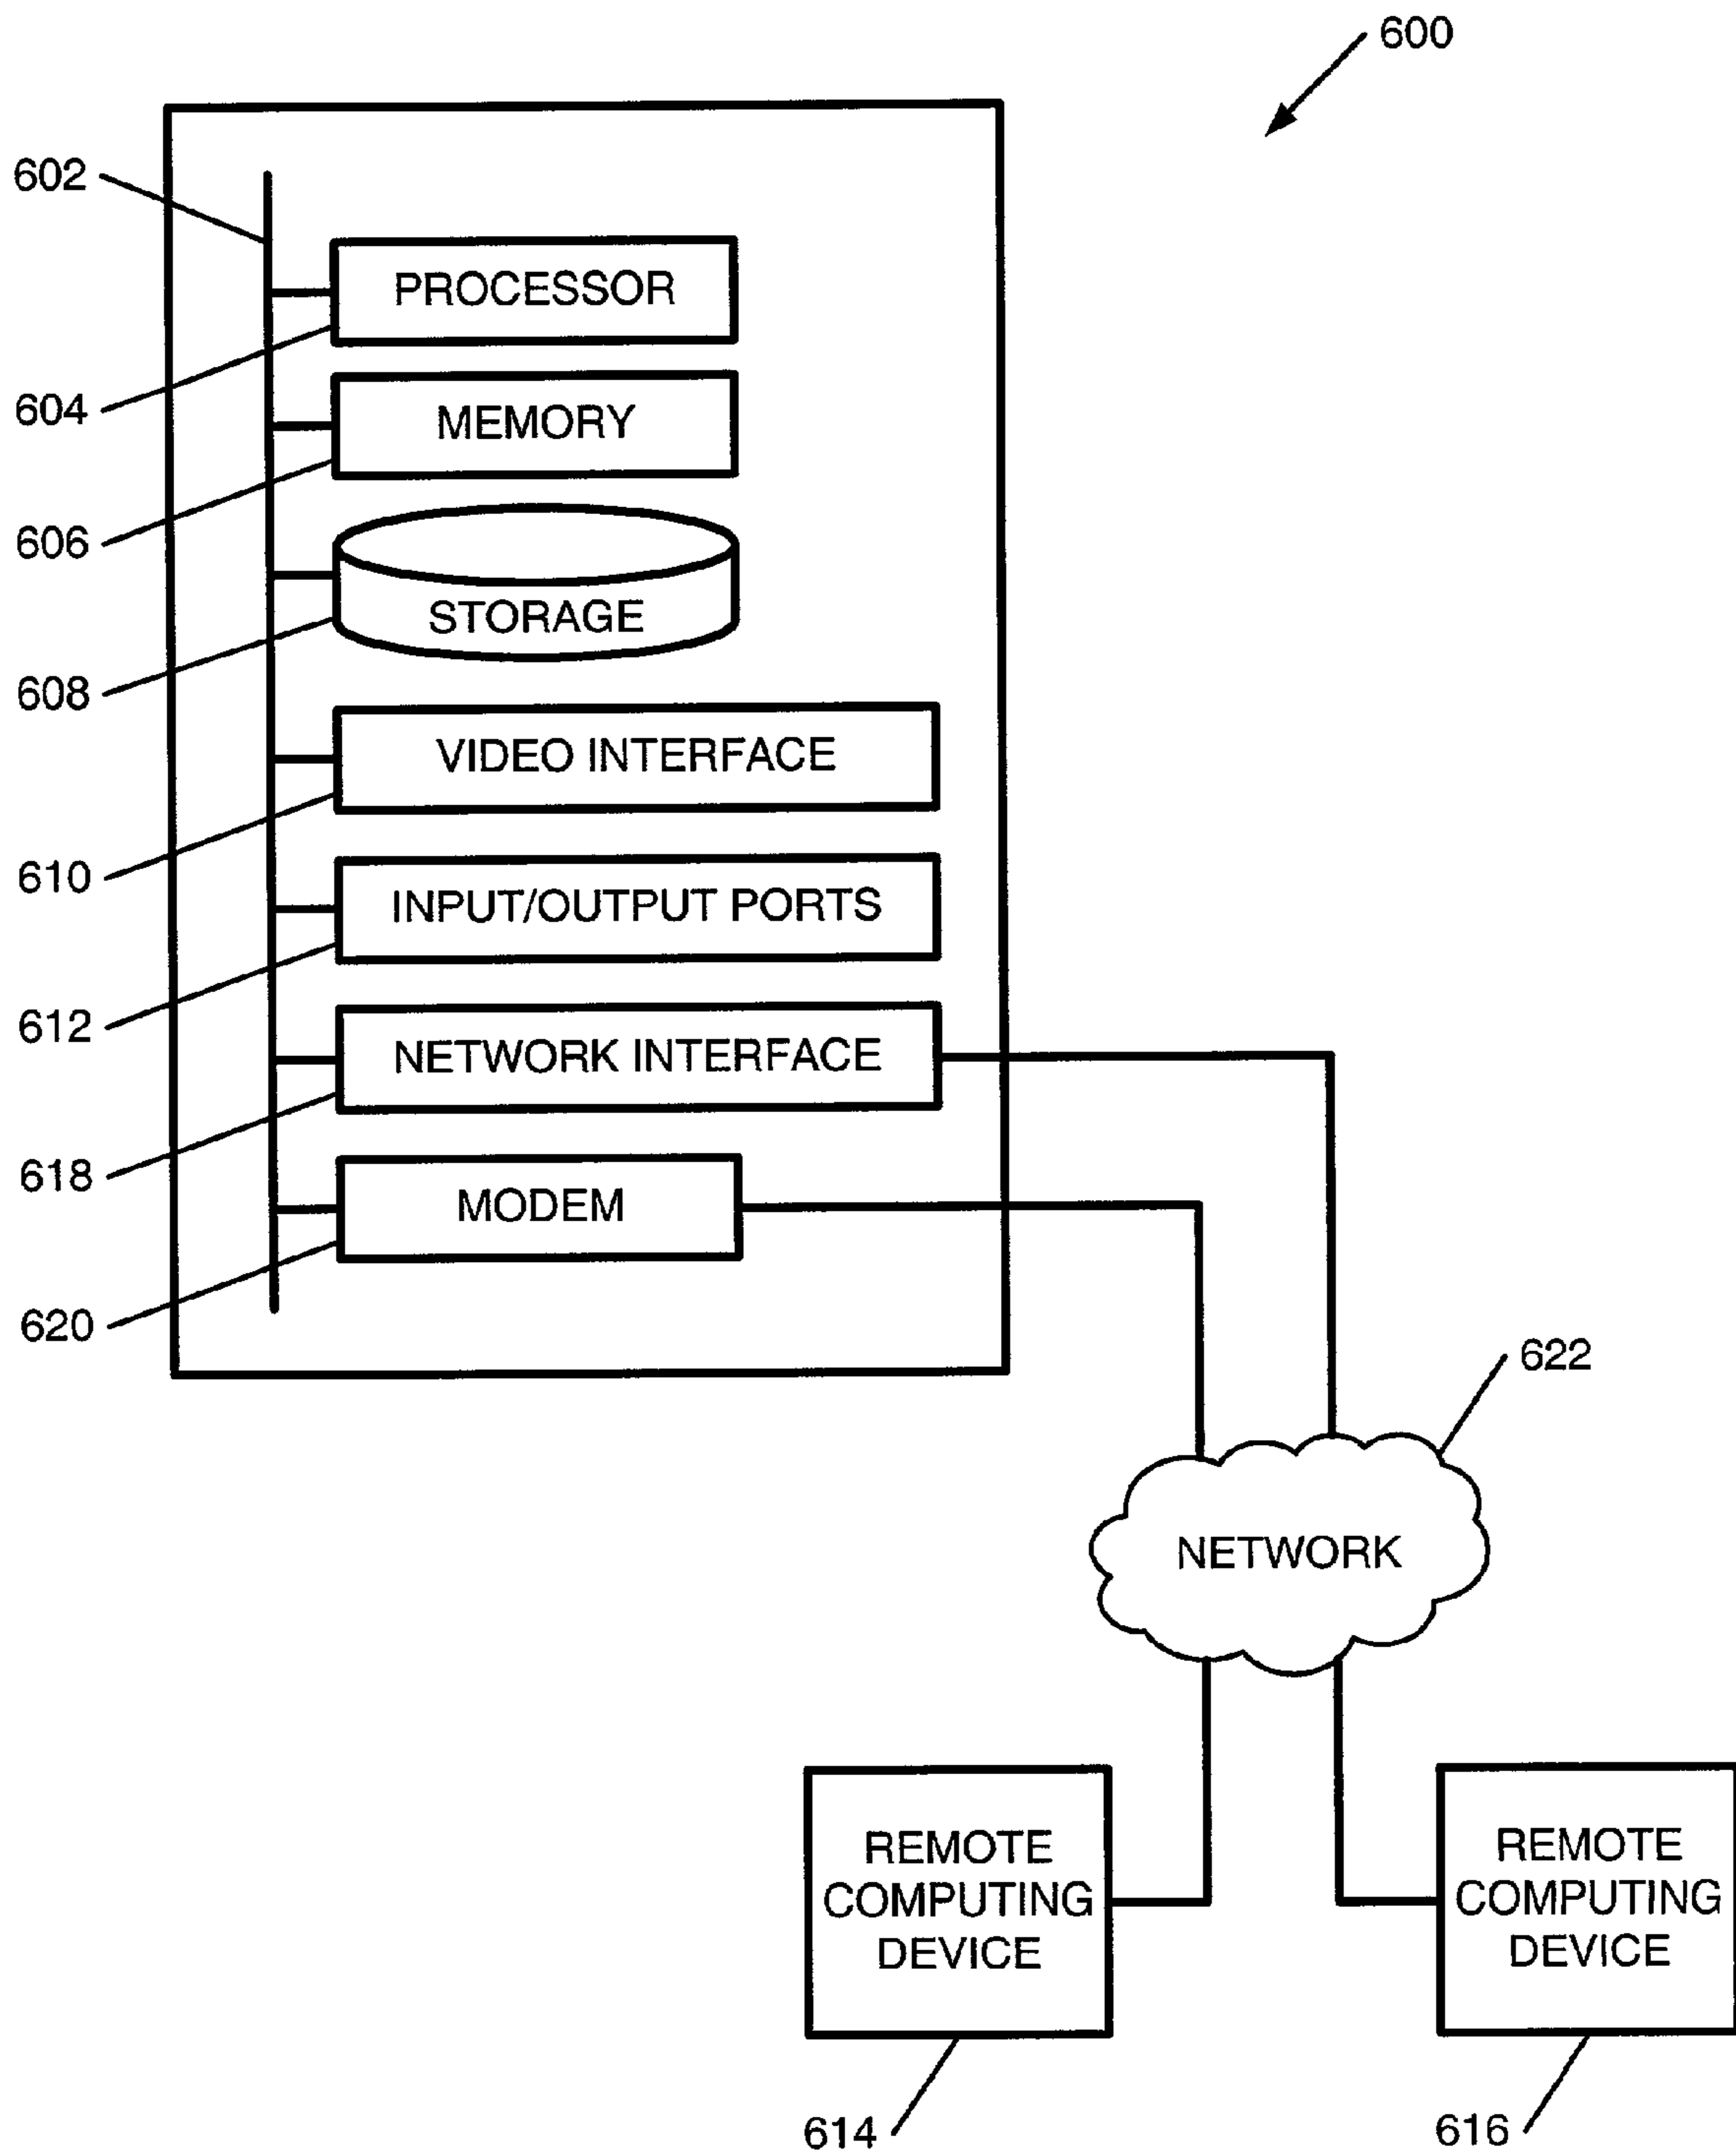 600
602
PROCESSOR
604
MEMORY
606
STORAGE
608
VIDEO INTERFACE
610
INPUT/OUTPUT PORTS
612
NETWORK INTERFACE
618
MODEM
620
622
NETWORK
REMOTE
COMPUTING
DEVICE
614
REMOTE
COMPUTING
DEVICE
616